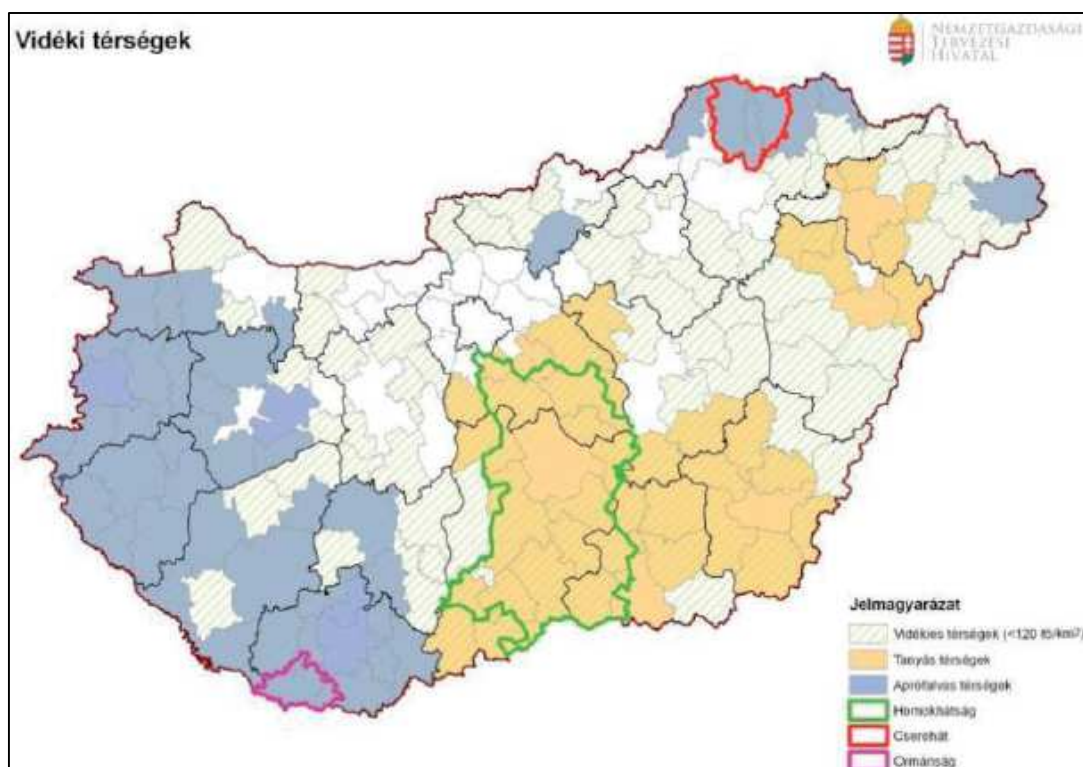 Vidéki térségek
NEMZETGAZDASÁGI
TERVEZÉSI
HIVATAL
Jelmagyarázat
Vidékies térségek (<120 fő/km²)
Tanyás térségek
Aprófalvas térségek
Homokhátság
Cserehát
Ormánság